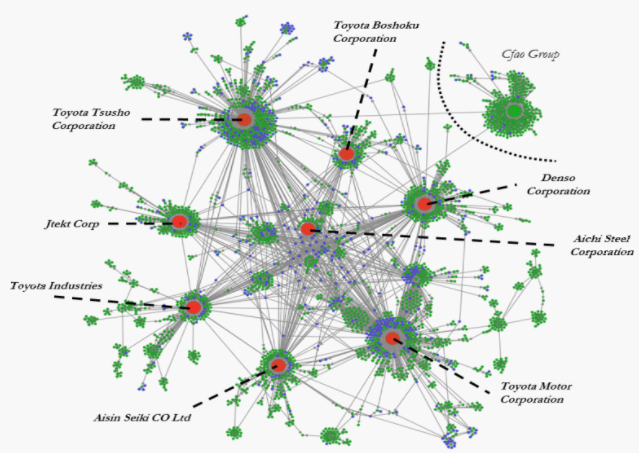 Toyota Boshoku
Corporation
Cfao Group
Toyota Tsusho
Corporation
Denso
Corporation
Jtekt Corp
Aichi Steel
Corporation
Toyota Industries
Toyota Motor
Corporation
Aisin Seiki CO Ltd